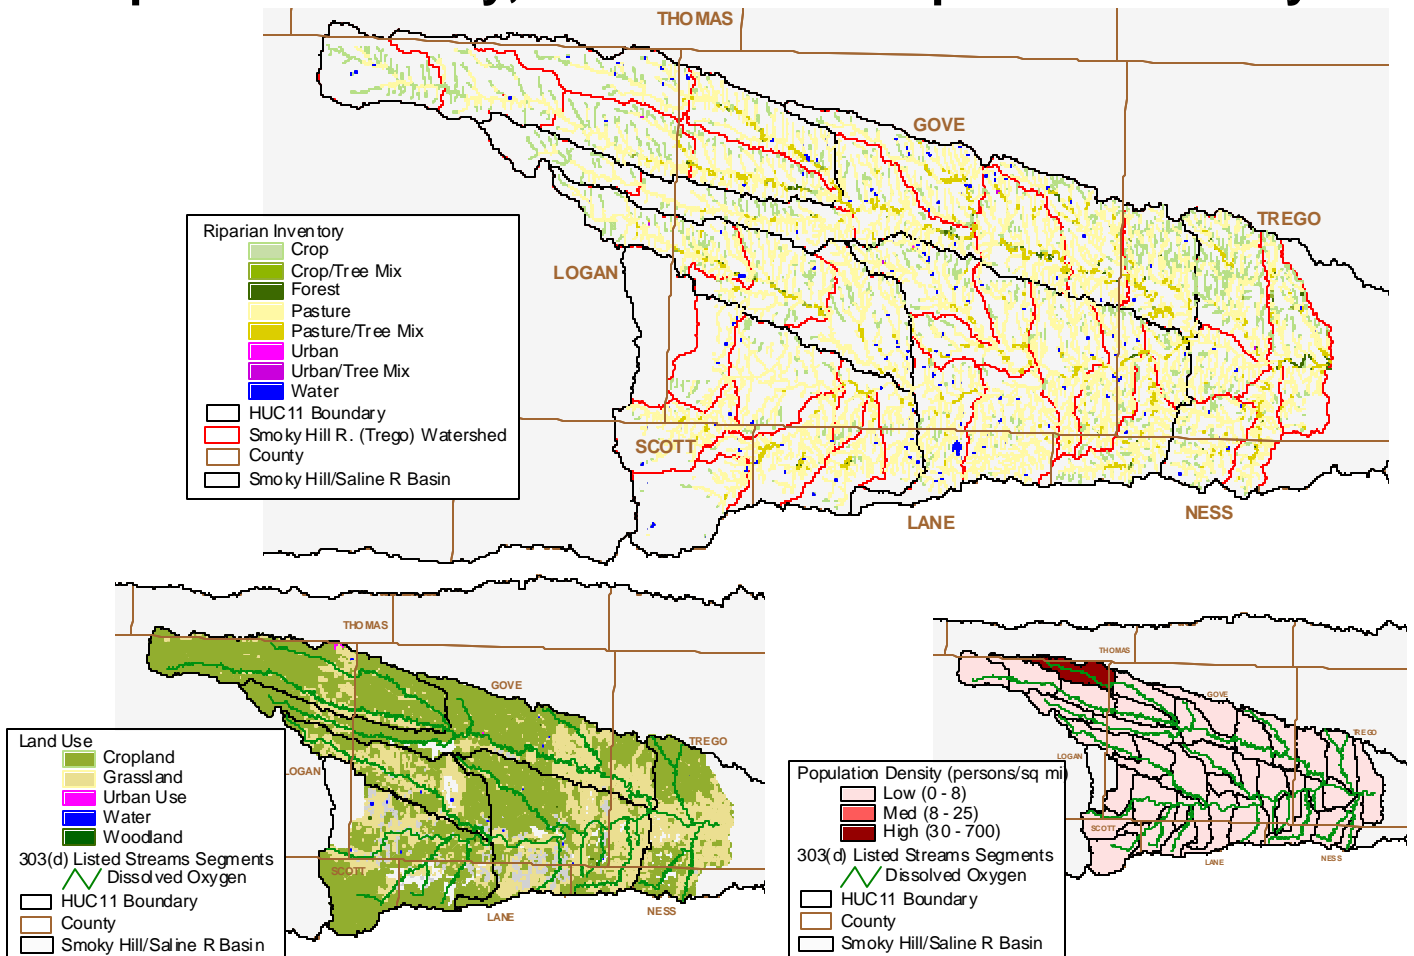 THOMAS
GOVE
TREGO
LOGAN
SCOTT
LANE
NESS
Riparian Inventory
Crop
Crop/Tree Mix
Forest
Pasture
Pasture/Tree Mix
Urban
Urban/Tree Mix
Water
HUC11 Boundary
Smoky Hill R. (Trego) Watershed
County
Smoky Hill/Saline R Basin
THOMAS
GOVE
TREGO
LOGAN
SCOTT
LANE
NESS
Land Use
Cropland
Grassland
Urban Use
Water
Woodland
303(d) Listed Streams Segments
Dissolved Oxygen
HUC11 Boundary
County
Smoky Hill/Saline R Basin
THOMAS
GOVE
TREGO
LOGAN
SCOTT
LANE
NESS
Population Density (persons/sq mi)
Low (0 - 8)
Med (8 - 25)
High (30 - 700)
303(d) Listed Streams Segments
Dissolved Oxygen
HUC11 Boundary
County
Smoky Hill/Saline R Basin